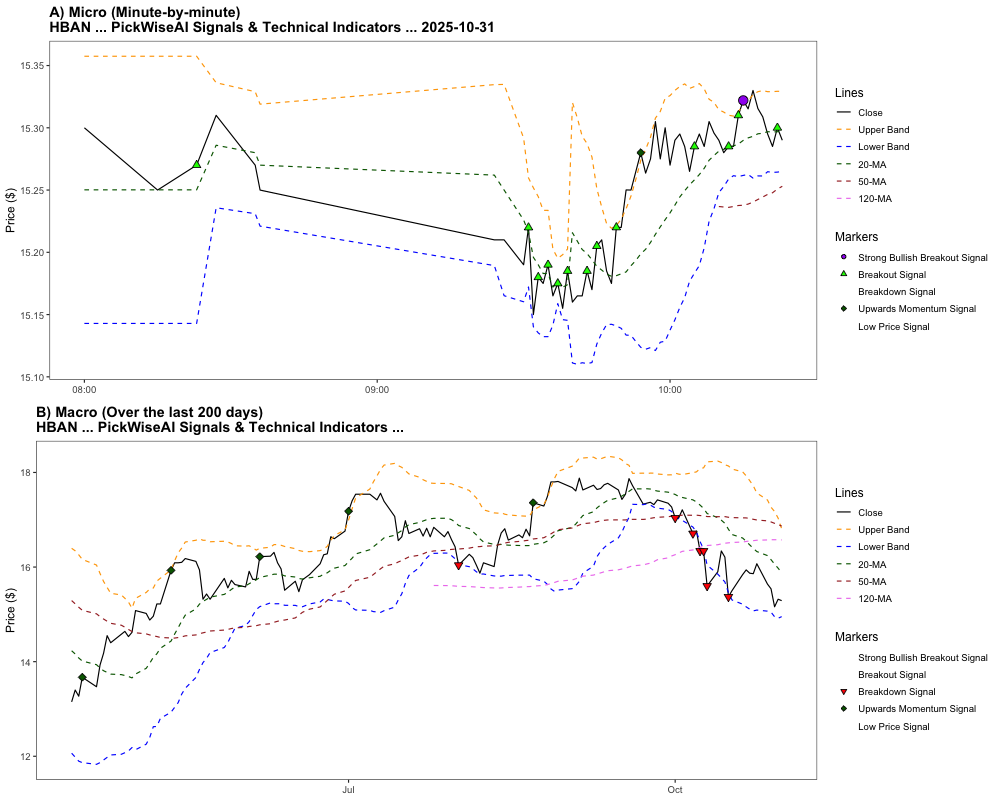 A) Micro (Minute-by-minute)
HBAN ... PickWiseAI Signals & Technical Indicators ... 2025-10-31
Price ($)
15.35
15.30
15.25
15.20
15.15
15.10
08:00
09:00
10:00
Lines
Close
Upper Band
Lower Band
20-MA
50-MA
120-MA
Markers
Strong Bullish Breakout Signal
Breakout Signal
Breakdown Signal
Upwards Momentum Signal
Low Price Signal
B) Macro (Over the last 200 days)
HBAN ... PickWiseAI Signals & Technical Indicators ...
Price ($)
18
16
14
12
Jul
Oct
Lines
Close
Upper Band
Lower Band
20-MA
50-MA
120-MA
Markers
Strong Bullish Breakout Signal
Breakout Signal
Breakdown Signal
Upwards Momentum Signal
Low Price Signal